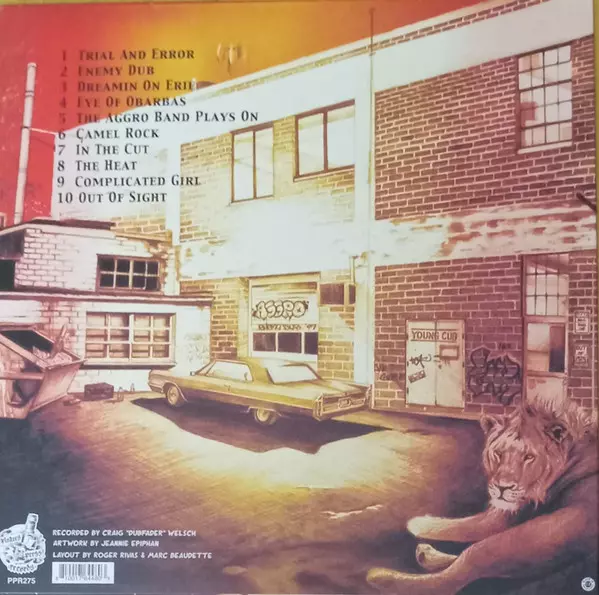 1 Trial And Error
2 Enemy Dub
3 Dreamin On Erie
4 Eye Of Obarbas
5 The Aggro Band Plays On
6 Camel Rock
7 In The Cut
8 The Heat
9 Complicated Girl
10 Out Of Sight
AGGRO
YOUNG CUB
Pirates Press
records
PPR275
RECORDED BY CRAIG "DUBFADER" WELSCH
ARTWORK BY JEANNIE EPIPHAN
LAYOUT BY ROGER RIVAS & MARC BEAUDETTE